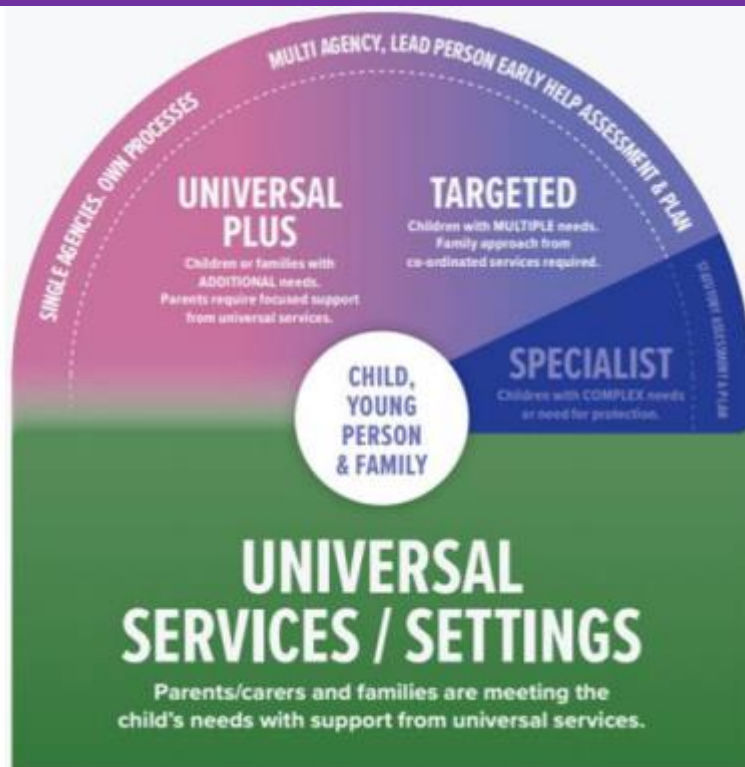 SINGLE AGENCIES. OWN PROCESSES
MULTI AGENCY, LEAD PERSON EARLY HELP ASSESSMENT & PLAN
UNIVERSAL
PLUS
Children or families with
ADDITIONAL needs.
Parents require focused support
from universal services.
TARGETED
Children with MULTIPLE needs.
Family approach from
co-ordinated services required.
SPECIALIST
Children with COMPLEX needs
or need for protection.
ASSESSMENT & PLAN
CHILD,
YOUNG
PERSON
& FAMILY
UNIVERSAL
SERVICES / SETTINGS
Parents/carers and families are meeting the
child's needs with support from universal services.